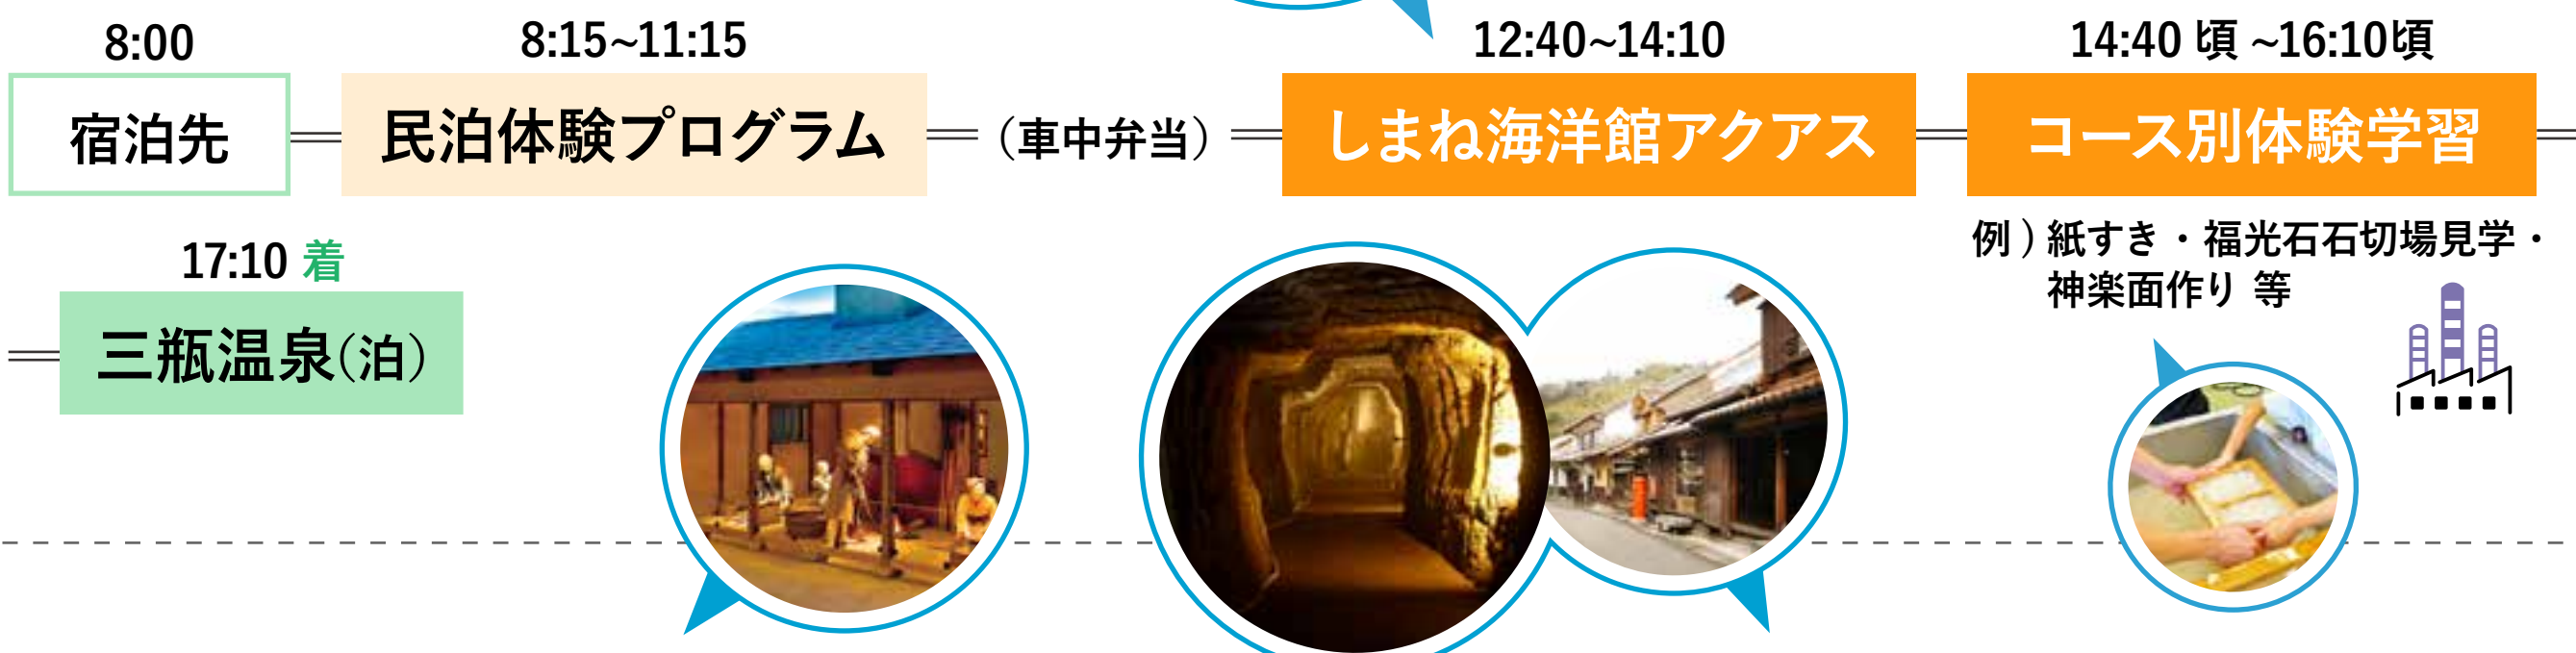 8:00
8:15~11:15
12:40~14:10
14:40 頃 ~16:10頃
宿泊先
民泊体験プログラム
（車中弁当）
しまね海洋館アクアス
コース別体験学習
例 ) 紙すき・福光石石切場見学・
神楽面作り 等
17:10 着
三瓶温泉(泊）